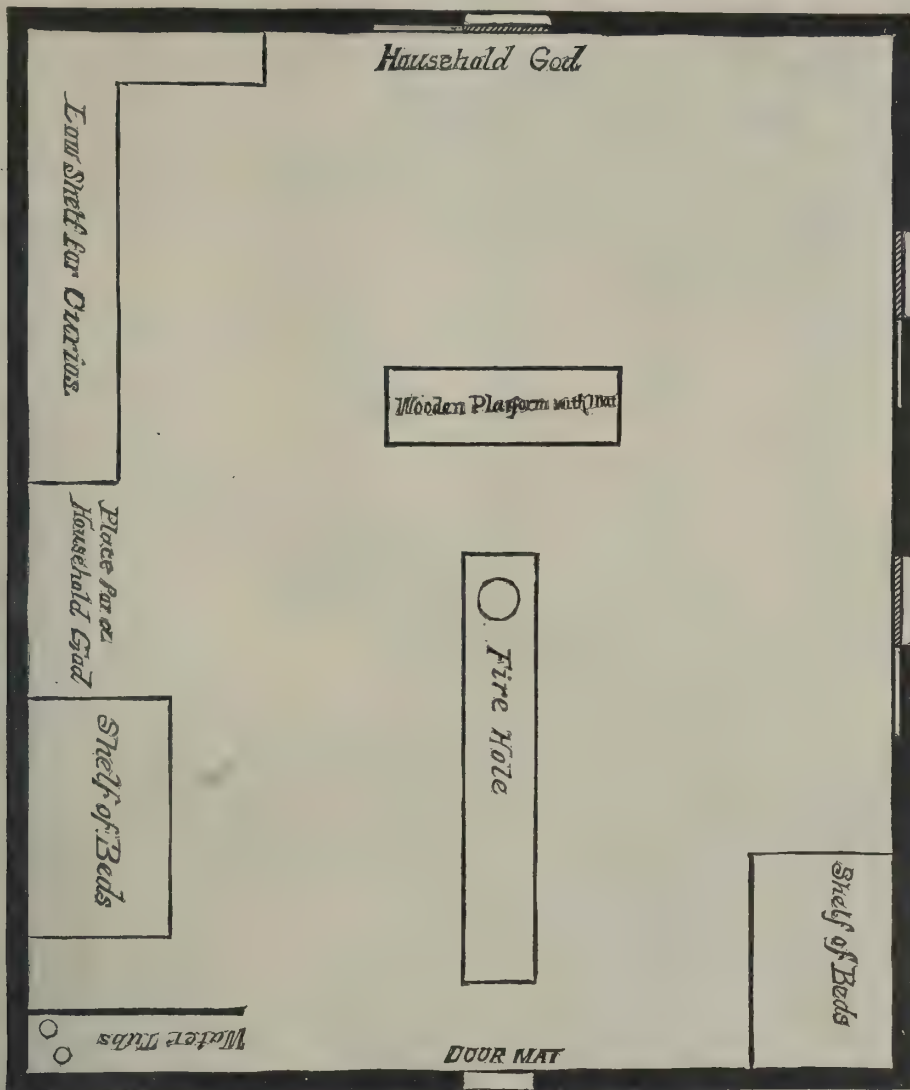 Household God
Low Shelf for Curios.
Wooden Platform with Mat
Place for a
Household God
Fire Hole
Shelf of Beds
Shelf of Beds
Water Tubs
DOOR MAT